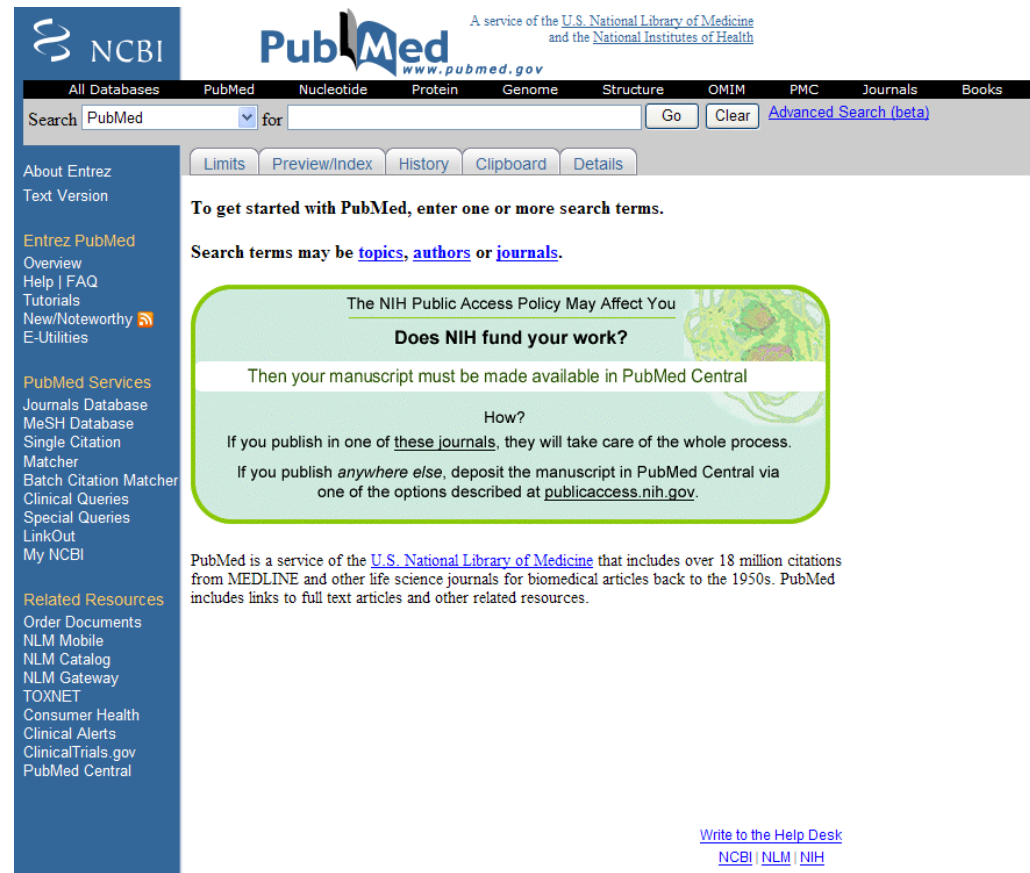 NCBI
PubMed
www.pubmed.gov
A service of the U.S. National Library of Medicine
and the National Institutes of Health
All Databases PubMed Nucleotide Protein Genome Structure OMIM PMC Journals Books
Search PubMed for Go Clear Advanced Search (beta)
Limits Preview/Index History Clipboard Details
About Entrez
Text Version
Entrez PubMed
Overview
Help | FAQ
Tutorials
New/Noteworthy
E-Utilities
PubMed Services
Journals Database
MeSH Database
Single Citation
Matcher
Batch Citation Matcher
Clinical Queries
Special Queries
LinkOut
My NCBI
Related Resources
Order Documents
NLM Mobile
NLM Catalog
NLM Gateway
TOXNET
Consumer Health
Clinical Alerts
ClinicalTrials.gov
PubMed Central
To get started with PubMed, enter one or more search terms.
Search terms may be topics, authors or journals.
The NIH Public Access Policy May Affect You
Does NIH fund your work?
Then your manuscript must be made available in PubMed Central
How?
If you publish in one of these journals, they will take care of the whole process.
If you publish anywhere else, deposit the manuscript in PubMed Central via
one of the options described at publicaccess.nih.gov.
PubMed is a service of the U.S. National Library of Medicine that includes over 18 million citations
from MEDLINE and other life science journals for biomedical articles back to the 1950s. PubMed
includes links to full text articles and other related resources.
Write to the Help Desk
NCBI | NLM | NIH